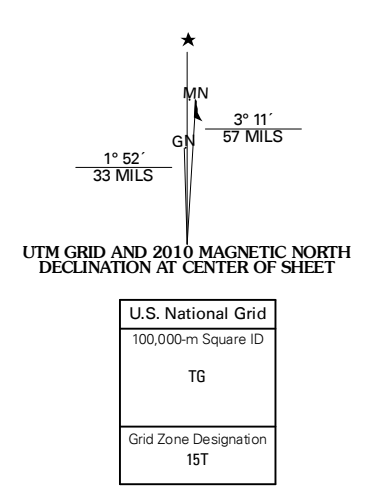 ★
MN
3° 11´
57 MILS
GN
1° 52´
33 MILS
UTM GRID AND 2010 MAGNETIC NORTH
DECLINATION AT CENTER OF SHEET
U.S. National Grid
100,000-m Square ID
TG
Grid Zone Designation
15T